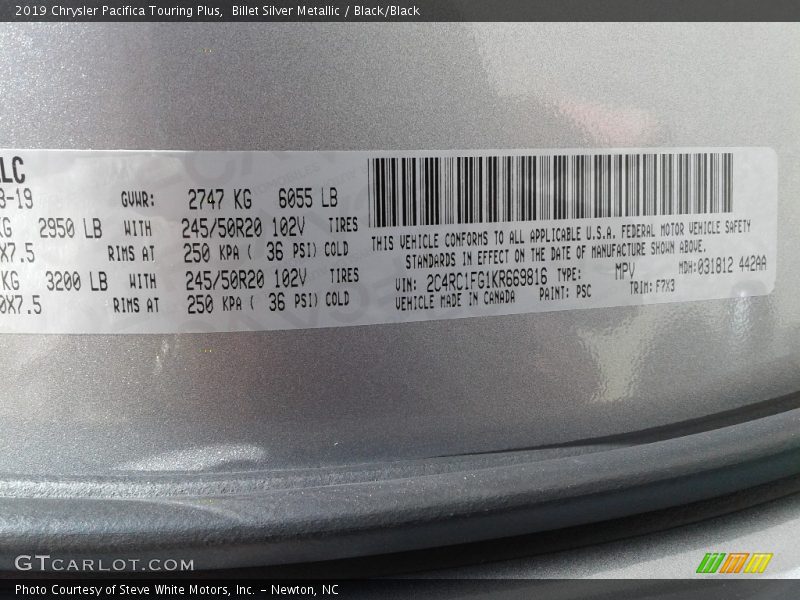 2019 Chrysler Pacifica Touring Plus, Billet Silver Metallic / Black/Black
LC
3-19 GVWR: 2747 KG 6055 LB
KG 2950 LB WITH 245/50R20 102V TIRES
0X7.5 RIMS AT 250 KPA ( 36 PSI) COLD
KG 3200 LB WITH 245/50R20 102V TIRES
0X7.5 RIMS AT 250 KPA ( 36 PSI) COLD
THIS VEHICLE CONFORMS TO ALL APPLICABLE U.S.A. FEDERAL MOTOR VEHICLE SAFETY
STANDARDS IN EFFECT ON THE DATE OF MANUFACTURE SHOWN ABOVE.
VIN: 2C4RC1FG1KR669816 TYPE: MPV MDH:031812 442AA
VEHICLE MADE IN CANADA PAINT: PSC TRIM: F7X3
GTCARLOT.COM
Photo Courtesy of Steve White Motors, Inc. - Newton, NC